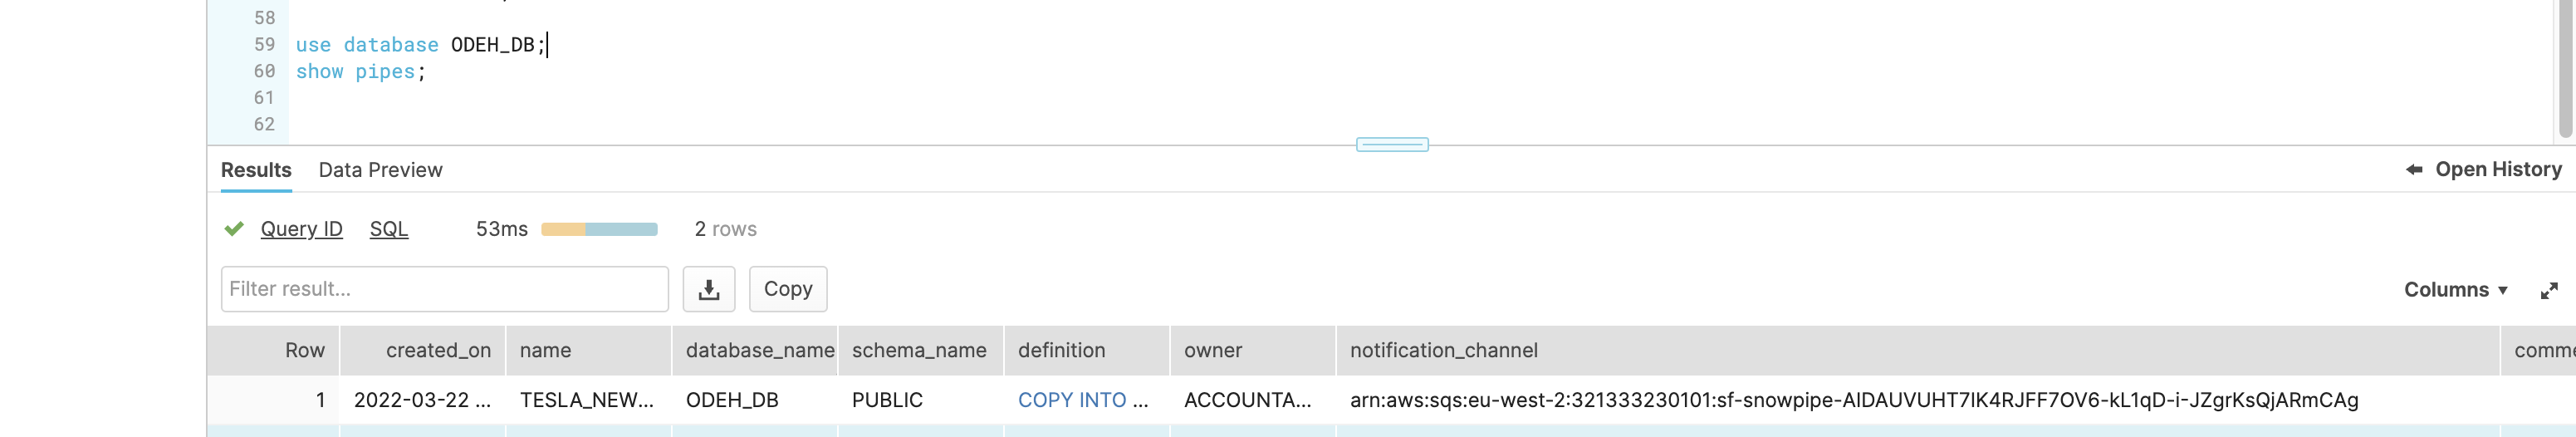 58
59 use database ODEH_DB;
60 show pipes;
61
62
Results Data Preview Open History
Query ID SQL 53ms 2 rows
Filter result... Copy Columns
Row created_on name database_name schema_name definition owner notification_channel comme
1 2022-03-22 ... TESLA_NEW... ODEH_DB PUBLIC COPY INTO ... ACCOUNTA... arn:aws:sqs:eu-west-2:321333230101:sf-snowpipe-AIDAUVUHT7IK4RJFF7OV6-kL1qD-i-JZgrKsQjARmCAg